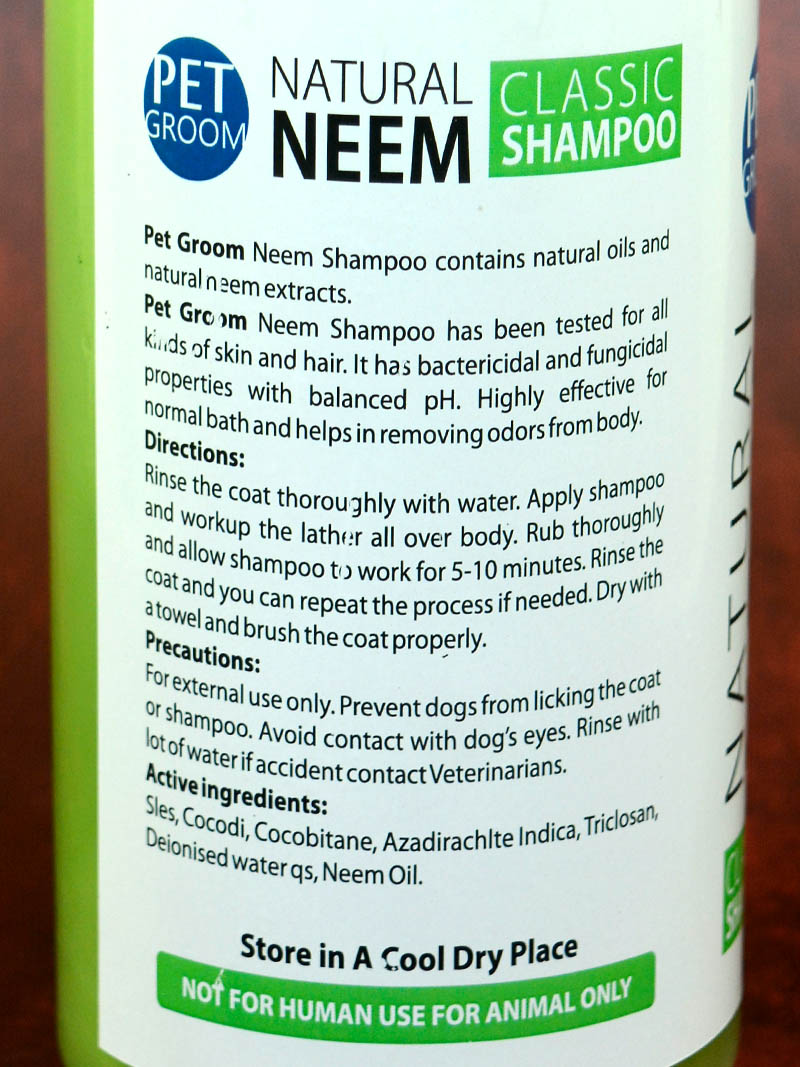 PET
GROOM
NATURAL
NEEM
CLASSIC
SHAMPOO
Pet Groom Neem Shampoo contains natural oils and
natural neem extracts.
Pet Groom Neem Shampoo has been tested for all
kinds of skin and hair. It has bactericidal and fungicidal
properties with balanced pH. Highly effective for
normal bath and helps in removing odors from body.
Directions:
Rinse the coat thoroughly with water. Apply shampoo
and workup the lather all over body. Rub thoroughly
and allow shampoo to work for 5-10 minutes. Rinse the
coat and you can repeat the process if needed. Dry with
a towel and brush the coat properly.
Precautions:
For external use only. Prevent dogs from licking the coat
or shampoo. Avoid contact with dog's eyes. Rinse with
lot of water if accident contact Veterinarians.
Active ingredients:
Sles, Cocodi, Cocobitane, Azadirachlte Indica, Triclosan,
Deionised water qs, Neem Oil.
Store in A Cool Dry Place
NOT FOR HUMAN USE FOR ANIMAL ONLY
NATURAL